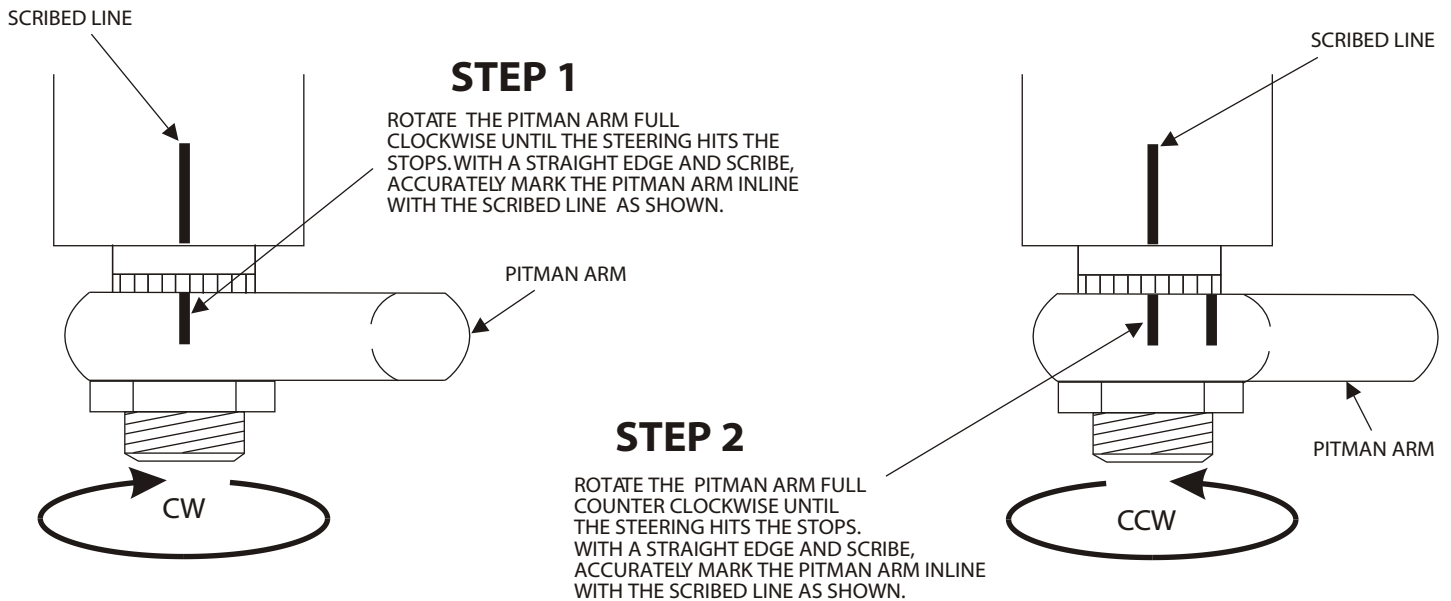 SCRIBED LINE
STEP 1
ROTATE THE PITMAN ARM FULL
CLOCKWISE UNTIL THE STEERING HITS THE
STOPS. WITH A STRAIGHT EDGE AND SCRIBE,
ACCURATELY MARK THE PITMAN ARM INLINE
WITH THE SCRIBED LINE AS SHOWN.
PITMAN ARM
CW
SCRIBED LINE
STEP 2
ROTATE THE PITMAN ARM FULL
COUNTER CLOCKWISE UNTIL
THE STEERING HITS THE STOPS.
WITH A STRAIGHT EDGE AND SCRIBE,
ACCURATELY MARK THE PITMAN ARM INLINE
WITH THE SCRIBED LINE AS SHOWN.
PITMAN ARM
CCW